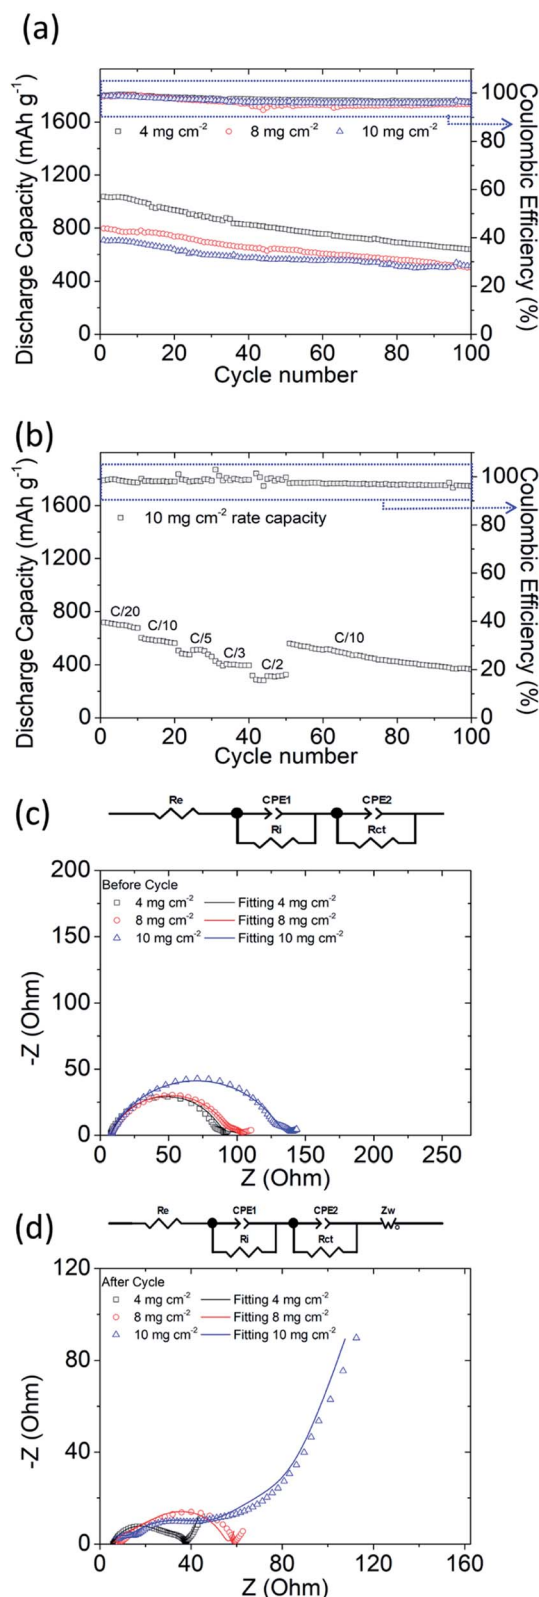 (a)
Discharge Capacity (mAh g⁻¹)
1600
1200
800
400
0
100
80
60
40
20
0
Coulombic Efficiency (%)
4 mg cm⁻² 8 mg cm⁻² 10 mg cm⁻²
0 20 40 60 80 100
Cycle number
(b)
Discharge Capacity (mAh g⁻¹)
1600
1200
800
400
0
100
80
60
40
20
0
Coulombic Efficiency (%)
10 mg cm⁻² rate capacity
C/20
C/10
C/5
C/3
C/2
C/10
0 20 40 60 80 100
Cycle number
(c)
Re CPE1 CPE2
Ri Rct
-Z (Ohm)
200
150
100
50
0
Before Cycle
4 mg cm⁻² Fitting 4 mg cm⁻²
8 mg cm⁻² Fitting 8 mg cm⁻²
10 mg cm⁻² Fitting 10 mg cm⁻²
0 50 100 150 200 250
Z (Ohm)
(d)
Re CPE1 CPE2 Zw
Ri Rct
-Z (Ohm)
120
80
40
0
After Cycle
4 mg cm⁻² Fitting 4 mg cm⁻²
8 mg cm⁻² Fitting 8 mg cm⁻²
10 mg cm⁻² Fitting 10 mg cm⁻²
0 40 80 120 160
Z (Ohm)